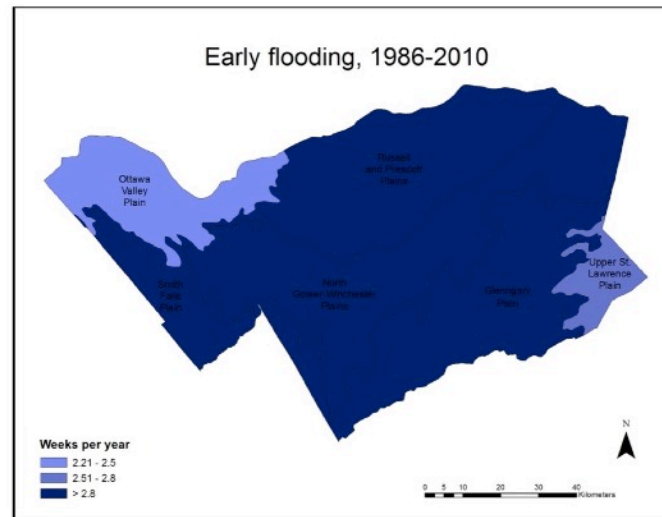 Early flooding, 1986-2010
Russell
and Prescott
Plains
Ottawa
Valley
Plain
Upper St.
Lawrence
Plain
Smith
Falls
Plain
North
Gower-Winchester
Plains
Glengarry
Plain
N
Weeks per year
2.21 - 2.5
2.51 - 2.8
> 2.8
0 5 10 20 30 40
Kilometers